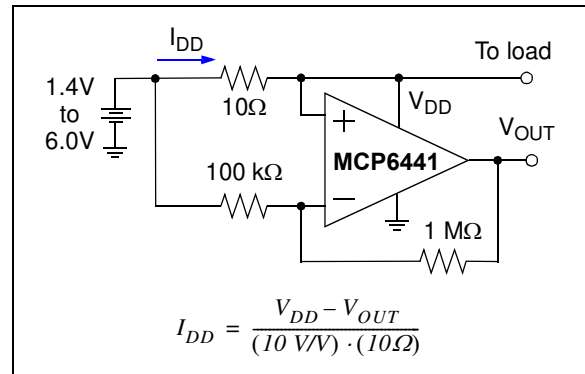 I_DD
To load
1.4V
to
6.0V
10Ω
V_DD
V_OUT
+
MCP6441
100 kΩ
−
1 MΩ
I_DD = (V_DD − V_OUT) / ((10 V/V) · (10Ω))